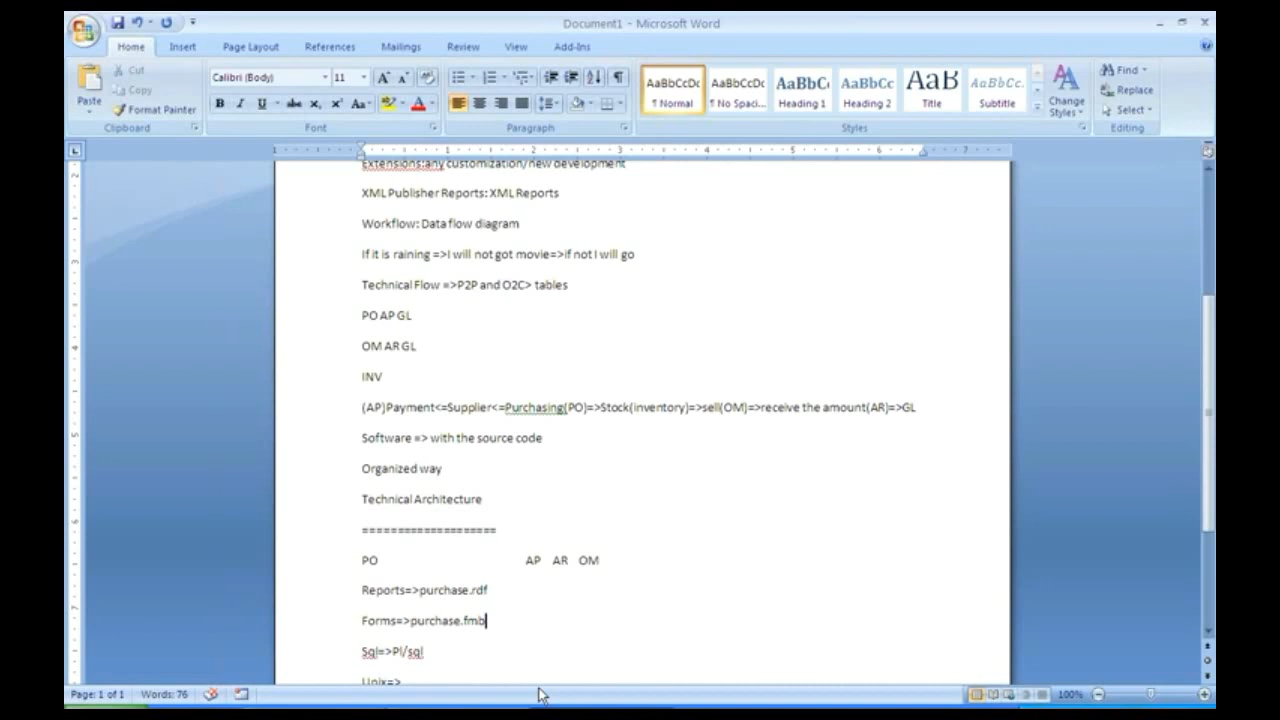 Document1 - Microsoft Word
Home Insert Page Layout References Mailings Review View Add-Ins
Cut
Copy
Paste
Format Painter
Clipboard
Calibri (Body) 11
Font
Paragraph
AaBbCcDc AaBbCcDc AaBbC AaBbCc AaB AaBbCc.
¶ Normal ¶ No Spaci... Heading 1 Heading 2 Title Subtitle
Change Styles
Styles
Find
Replace
Select
Editing
Extensions:any customization/new development
XML Publisher Reports: XML Reports
Workflow: Data flow diagram
If it is raining =>I will not got movie=>if not I will go
Technical Flow =>P2P and O2C> tables
PO AP GL
OM AR GL
INV
(AP)Payment<=Supplier<=Purchasing(PO)=>Stock(inventory)=>sell(OM)=>receive the amount(AR)=>GL
Software => with the source code
Organized way
Technical Architecture
====================
PO AP AR OM
Reports=>purchase.rdf
Forms=>purchase.fmb
Sql=>Pl/sql
Unix=>
Page: 1 of 1 Words: 76 100%